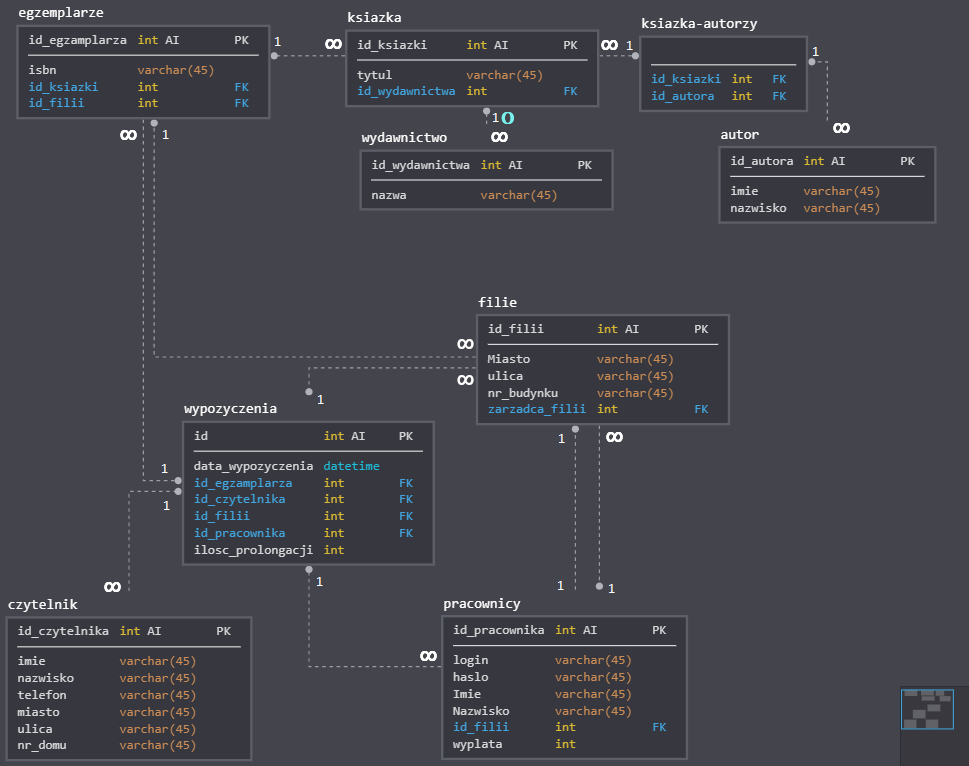 egzemplarze
id_egzamplarza int AI PK
isbn varchar(45)
id_ksiazki int FK
id_filii int FK
1
∞
∞
1
ksiazka
id_ksiazki int AI PK
tytul varchar(45)
id_wydawnictwa int FK
∞
1
10
∞
ksiazka-autorzy
id_ksiazki int FK
id_autora int FK
1
∞
wydawnictwo
id_wydawnictwa int AI PK
nazwa varchar(45)
autor
id_autora int AI PK
imie varchar(45)
nazwisko varchar(45)
filie
id_filii int AI PK
Miasto varchar(45)
ulica varchar(45)
nr_budynku varchar(45)
zarzadca_filii int FK
∞
∞
1
∞
1
wypozyczenia
id int AI PK
data_wypozyczenia datetime
id_egzamplarza int FK
id_czytelnika int FK
id_filii int FK
id_pracownika int FK
ilosc_prolongacji int
1
1
1
∞
∞
czytelnik
id_czytelnika int AI PK
imie varchar(45)
nazwisko varchar(45)
telefon varchar(45)
miasto varchar(45)
ulica varchar(45)
nr_domu varchar(45)
1
1
pracownicy
id_pracownika int AI PK
login varchar(45)
haslo varchar(45)
Imie varchar(45)
Nazwisko varchar(45)
id_filii int FK
wyplata int